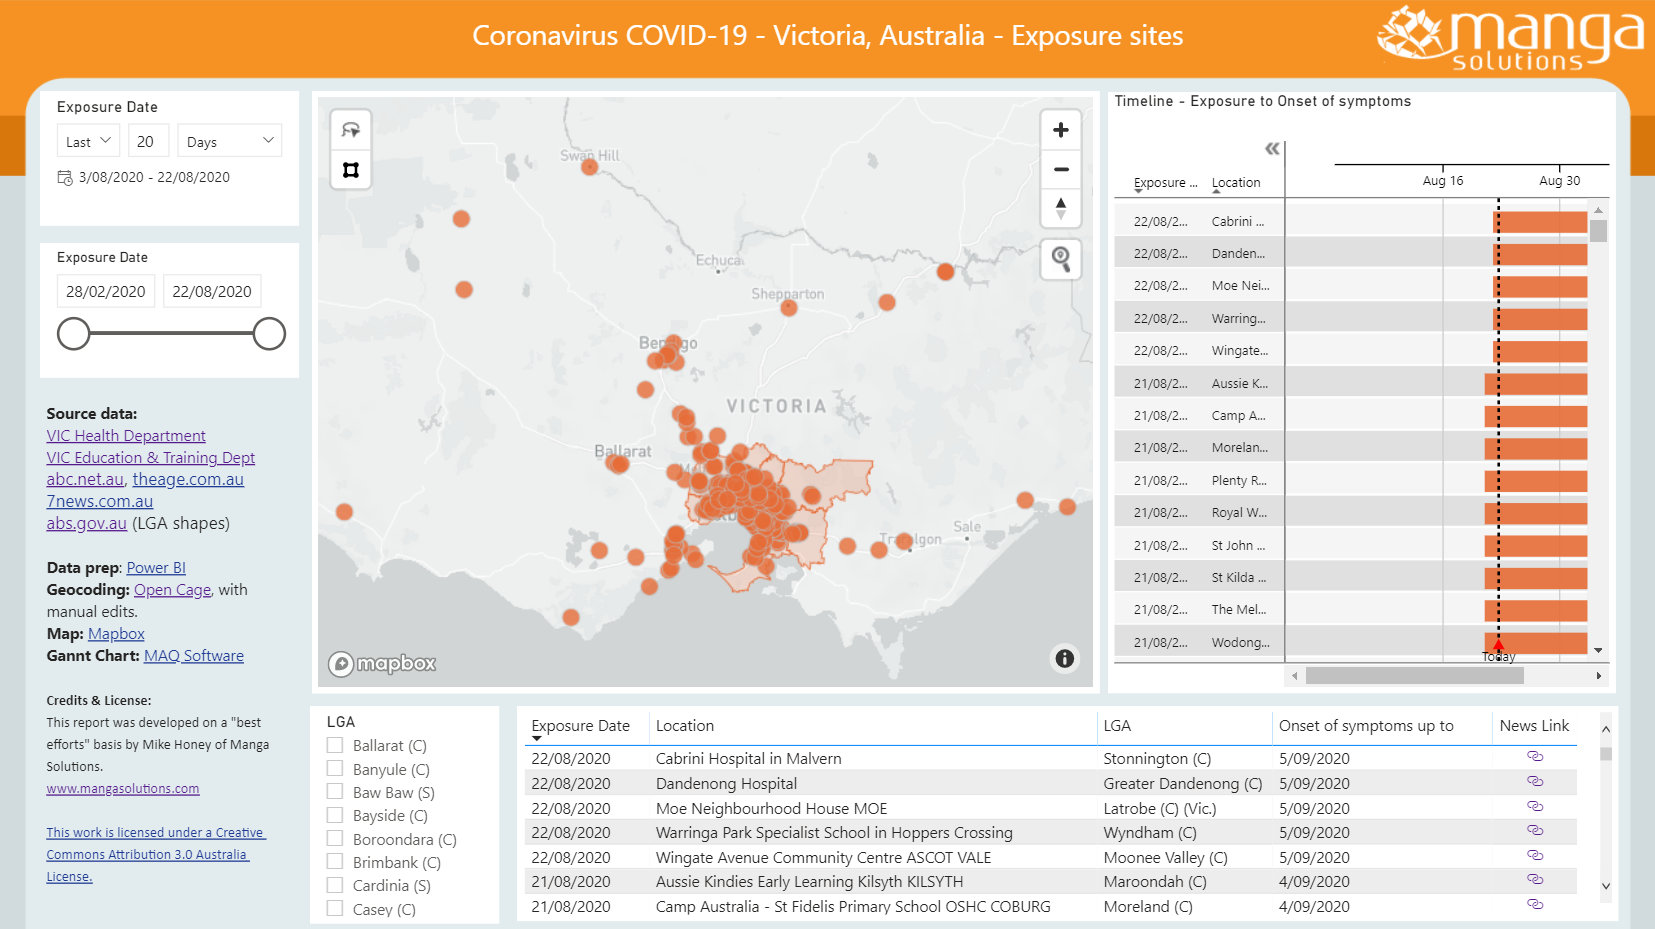 Coronavirus COVID-19 - Victoria, Australia - Exposure sites
manga
solutions
Exposure Date
Last
20
Days
3/08/2020 - 22/08/2020
Exposure Date
28/02/2020
22/08/2020
Source data:
VIC Health Department
VIC Education & Training Dept
abc.net.au, theage.com.au
7news.com.au
abs.gov.au (LGA shapes)
Data prep: Power BI
Geocoding: Open Cage, with
manual edits.
Map: Mapbox
Gannt Chart: MAQ Software
Credits & License:
This report was developed on a "best
efforts" basis by Mike Honey of Manga
Solutions.
www.mangasolutions.com
This work is licensed under a Creative
Commons Attribution 3.0 Australia
License.
Swan Hill
Echuca
Shepparton
VICTORIA
Ballarat
Sale
mapbox
Timeline - Exposure to Onset of symptoms
Aug 16
Aug 30
Exposure ...
Location
22/08/2... Cabrini ...
22/08/2... Danden...
22/08/2... Moe Nei...
22/08/2... Warring...
22/08/2... Wingate...
21/08/2... Aussie K...
21/08/2... Camp A...
21/08/2... Morelan...
21/08/2... Plenty R...
21/08/2... Royal W...
21/08/2... St John ...
21/08/2... St Kilda ...
21/08/2... The Mel...
21/08/2... Wodong...
Today
LGA
Ballarat (C)
Banyule (C)
Baw Baw (S)
Bayside (C)
Boroondara (C)
Brimbank (C)
Cardinia (S)
Casey (C)
Exposure Date Location LGA Onset of symptoms up to News Link
22/08/2020 Cabrini Hospital in Malvern Stonnington (C) 5/09/2020
22/08/2020 Dandenong Hospital Greater Dandenong (C) 5/09/2020
22/08/2020 Moe Neighbourhood House MOE Latrobe (C) (Vic.) 5/09/2020
22/08/2020 Warringa Park Specialist School in Hoppers Crossing Wyndham (C) 5/09/2020
22/08/2020 Wingate Avenue Community Centre ASCOT VALE Moonee Valley (C) 5/09/2020
21/08/2020 Aussie Kindies Early Learning Kilsyth KILSYTH Maroondah (C) 4/09/2020
21/08/2020 Camp Australia - St Fidelis Primary School OSHC COBURG Moreland (C) 4/09/2020